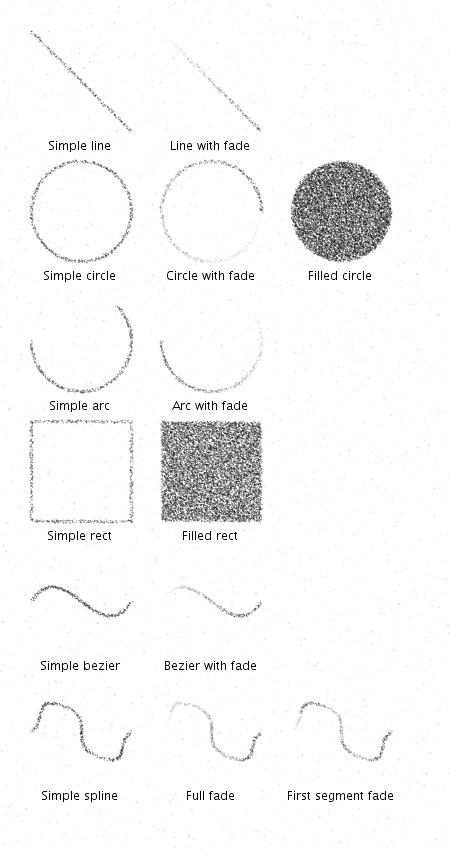 Simple line
Line with fade
Simple circle
Circle with fade
Filled circle
Simple arc
Arc with fade
Simple rect
Filled rect
Simple bezier
Bezier with fade
Simple spline
Full fade
First segment fade